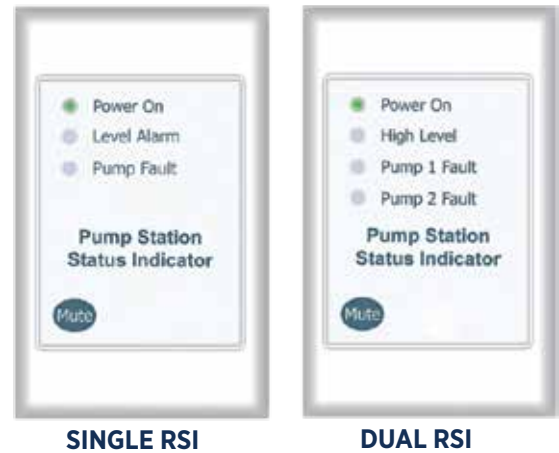 Power On
Level Alarm
Pump Fault
Pump Station
Status Indicator
Mute
SINGLE RSI
Power On
High Level
Pump 1 Fault
Pump 2 Fault
Pump Station
Status Indicator
Mute
DUAL RSI